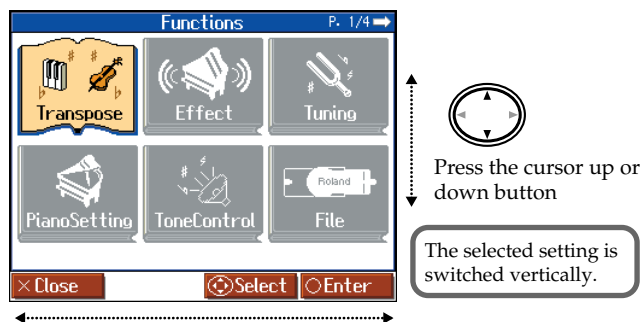 Functions P. 1/4
Transpose Effect Tuning
Roland
PianoSetting ToneControl File
× Close Select ○ Enter
Press the cursor up or
down button
The selected setting is
switched vertically.